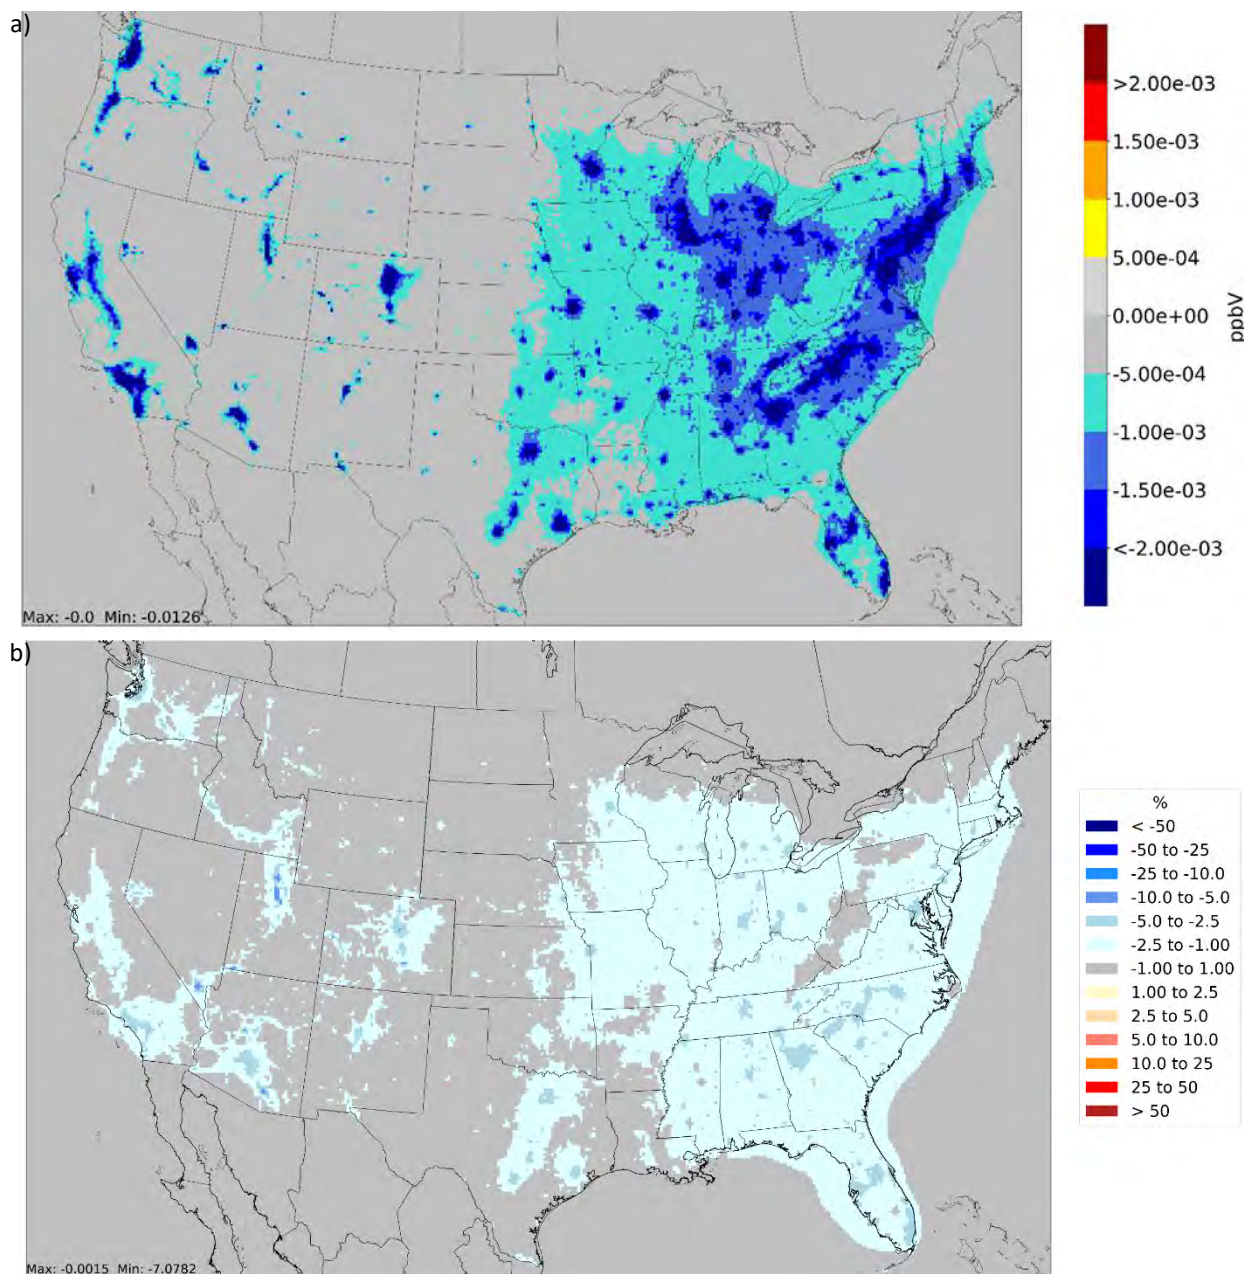 a)
>2.00e-03
1.50e-03
1.00e-03
5.00e-04
0.00e+00
-5.00e-04
-1.00e-03
-1.50e-03
<-2.00e-03
ppbV
Max: -0.0 Min: -0.0126
b)
%
< -50
-50 to -25
-25 to -10.0
-10.0 to -5.0
-5.0 to -2.5
-2.5 to -1.00
-1.00 to 1.00
1.00 to 2.5
2.5 to 5.0
5.0 to 10.0
10.0 to 25
25 to 50
> 50
Max: -0.0015 Min: -7.0782